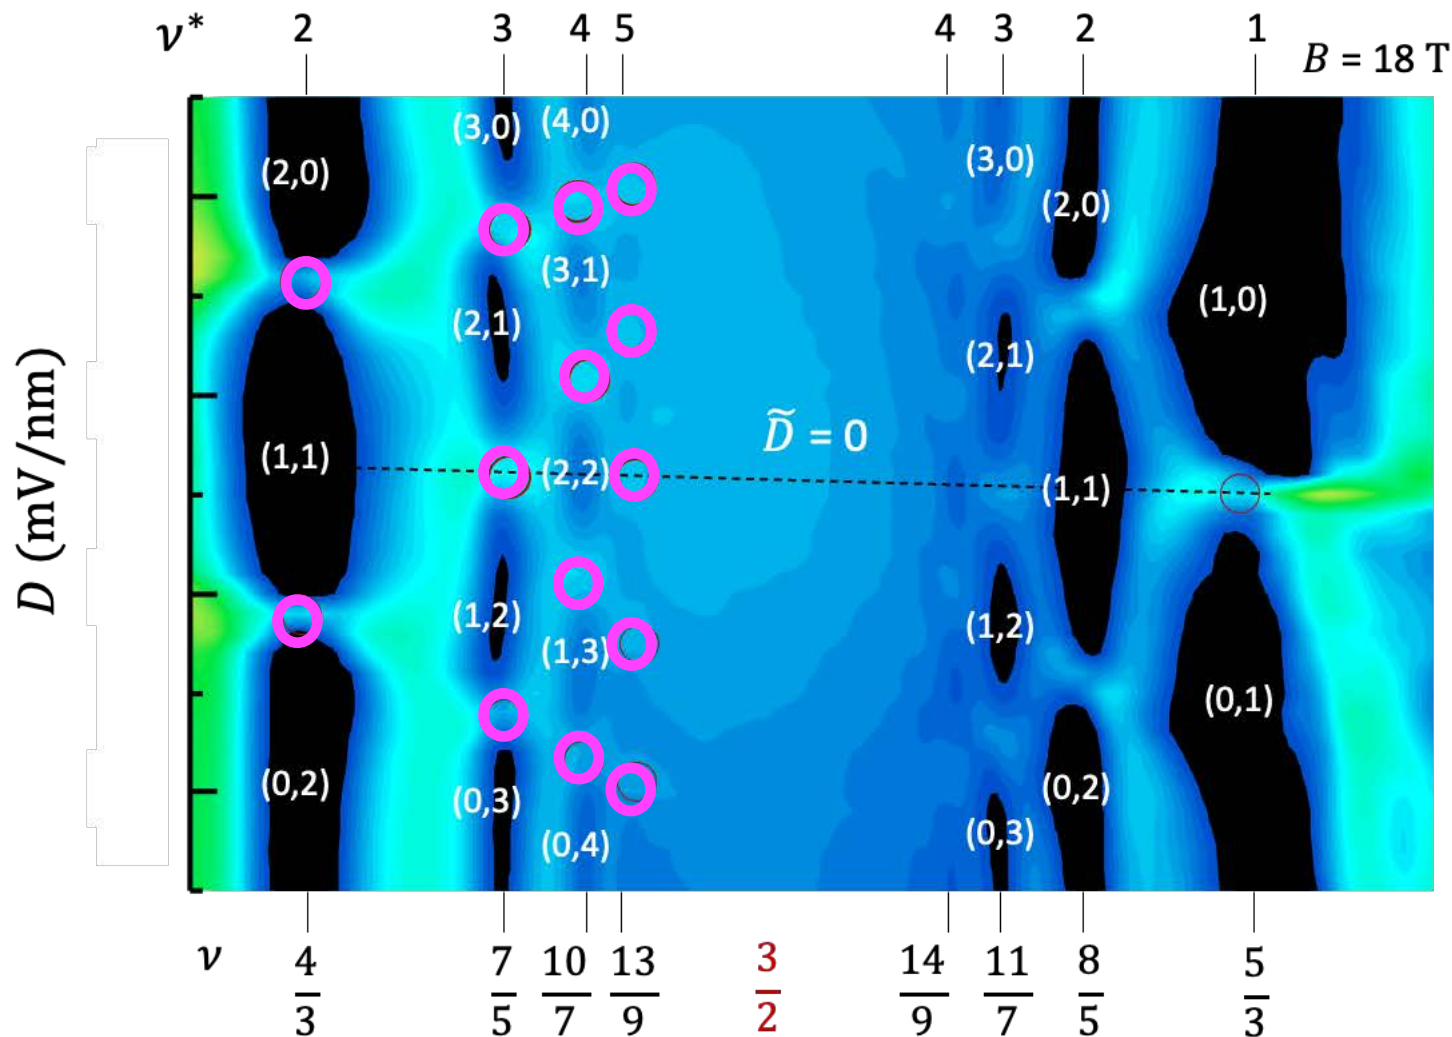 ν* 2 3 4 5 4 3 2 1
B = 18 T
(3,0) (4,0)
(3,0)
(2,0)
(2,0)
(3,1)
(1,0)
(2,1)
(2,1)
D̃ = 0
(1,1) (2,2) (1,1)
D (mV/nm)
(1,2) (1,2)
(1,3)
(0,1)
(0,2) (0,2)
(0,3)
(0,3)
(0,4)
ν 4/3 7/5 10/7 13/9 3/2 14/9 11/7 8/5 5/3